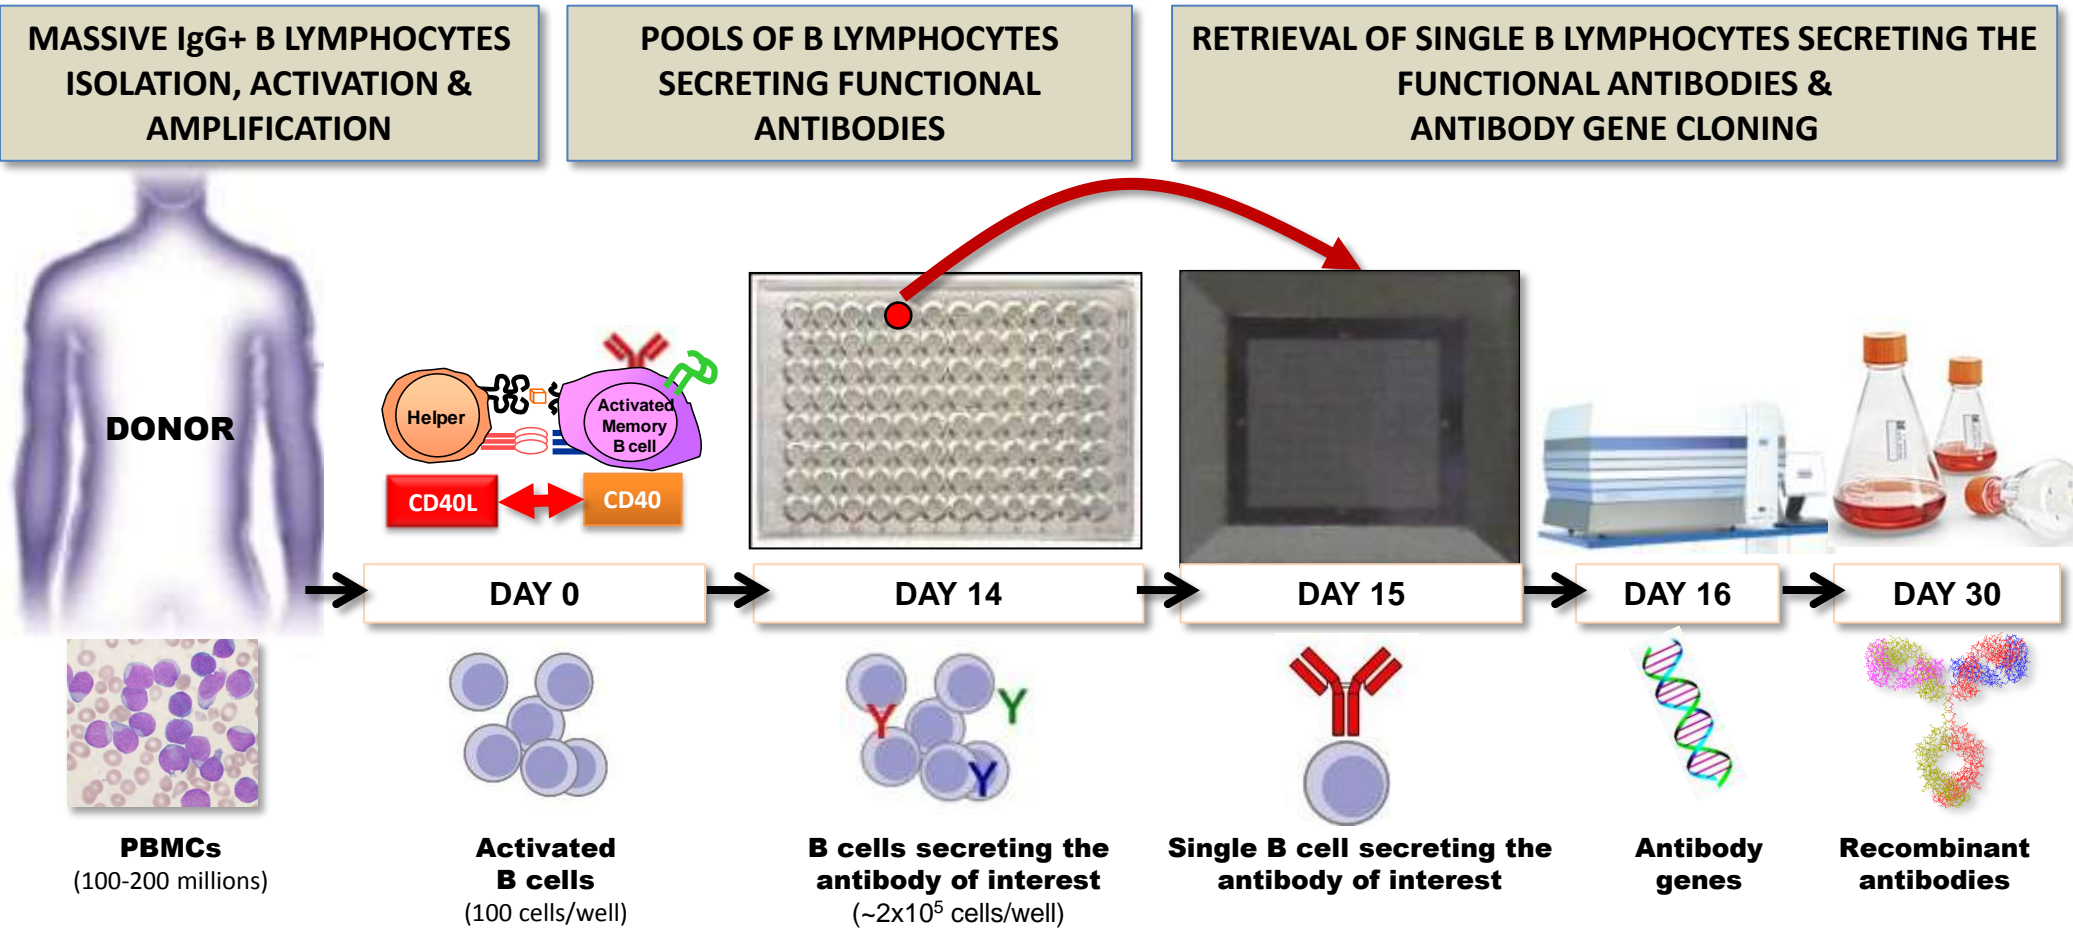 MASSIVE IgG+ B LYMPHOCYTES
ISOLATION, ACTIVATION &
AMPLIFICATION
POOLS OF B LYMPHOCYTES
SECRETING FUNCTIONAL
ANTIBODIES
RETRIEVAL OF SINGLE B LYMPHOCYTES SECRETING THE
FUNCTIONAL ANTIBODIES &
ANTIBODY GENE CLONING
DONOR
Helper
Activated
Memory
B cell
CD40L
CD40
DAY 0
DAY 14
DAY 15
DAY 16
DAY 30
PBMCs
(100-200 millions)
Activated
B cells
(100 cells/well)
B cells secreting the
antibody of interest
(~2x10⁵ cells/well)
Single B cell secreting the
antibody of interest
Antibody
genes
Recombinant
antibodies